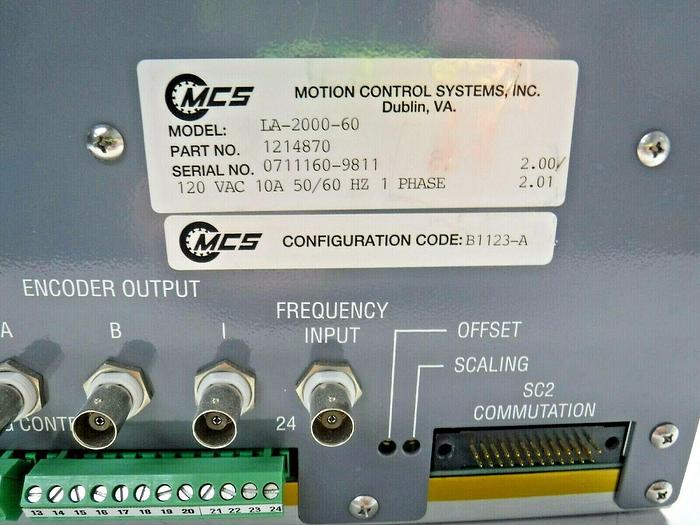 MCS
MOTION CONTROL SYSTEMS, INC.
Dublin, VA.
MODEL: LA-2000-60
PART NO. 1214870
SERIAL NO. 0711160-9811 2.00/
120 VAC 10A 50/60 HZ 1 PHASE 2.01
MCS CONFIGURATION CODE: B1123-A
ENCODER OUTPUT
A B I
FREQUENCY
INPUT
OFFSET
SCALING
SC2
COMMUTATION
24
13 14 15 16 17 18 19 20 21 22 23 24